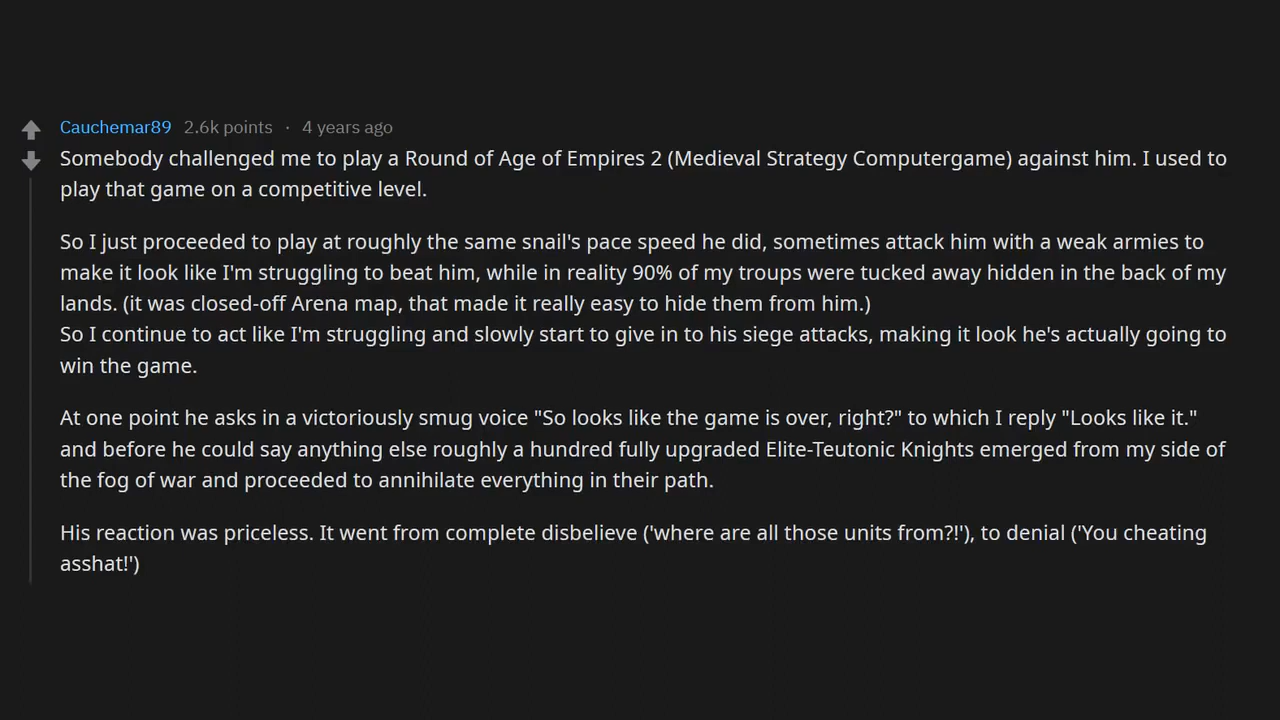 Cauchemar89 2.6k points · 4 years ago
Somebody challenged me to play a Round of Age of Empires 2 (Medieval Strategy Computergame) against him. I used to
play that game on a competitive level.
So I just proceeded to play at roughly the same snail's pace speed he did, sometimes attack him with a weak armies to
make it look like I'm struggling to beat him, while in reality 90% of my troups were tucked away hidden in the back of my
lands. (it was closed-off Arena map, that made it really easy to hide them from him.)
So I continue to act like I'm struggling and slowly start to give in to his siege attacks, making it look he's actually going to
win the game.
At one point he asks in a victoriously smug voice "So looks like the game is over, right?" to which I reply "Looks like it."
and before he could say anything else roughly a hundred fully upgraded Elite-Teutonic Knights emerged from my side of
the fog of war and proceeded to annihilate everything in their path.
His reaction was priceless. It went from complete disbelieve ('where are all those units from?!'), to denial ('You cheating
asshat!')